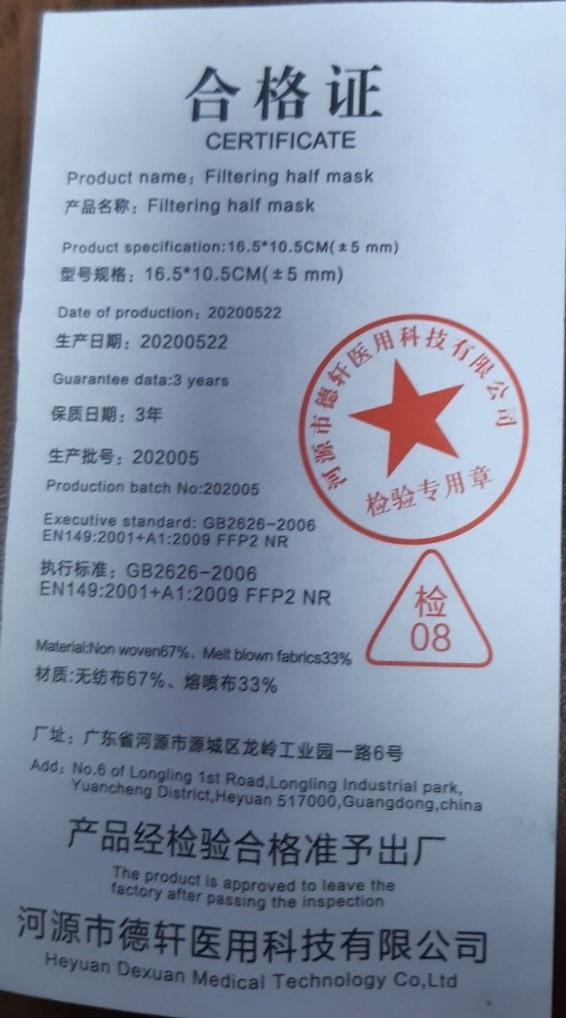 合格证
CERTIFICATE
Product name：Filtering half mask
产品名称：Filtering half mask
Product specification:16.5*10.5CM(±5 mm)
型号规格：16.5*10.5CM(±5 mm)
Date of production：20200522
生产日期：20200522
Guarantee data:3 years
保质日期：3年
生产批号：202005
Production batch No:202005
Executive standard: GB2626-2006
EN149:2001+A1:2009 FFP2 NR
执行标准：GB2626-2006
EN149:2001+A1:2009 FFP2 NR
河源市德轩医用科技有限公司
检验专用章
检
08
Material:Non woven67%、Melt blown fabrics33%
材质:无纺布67%、熔喷布33%
厂址：广东省河源市源城区龙岭工业园一路6号
Add：No.6 of Longling 1st Road,Longling Industrial park,
Yuancheng District,Heyuan 517000,Guangdong,china
产品经检验合格准予出厂
The product is approved to leave the
factory after passing the inspection
河源市德轩医用科技有限公司
Heyuan Dexuan Medical Technology Co,Ltd